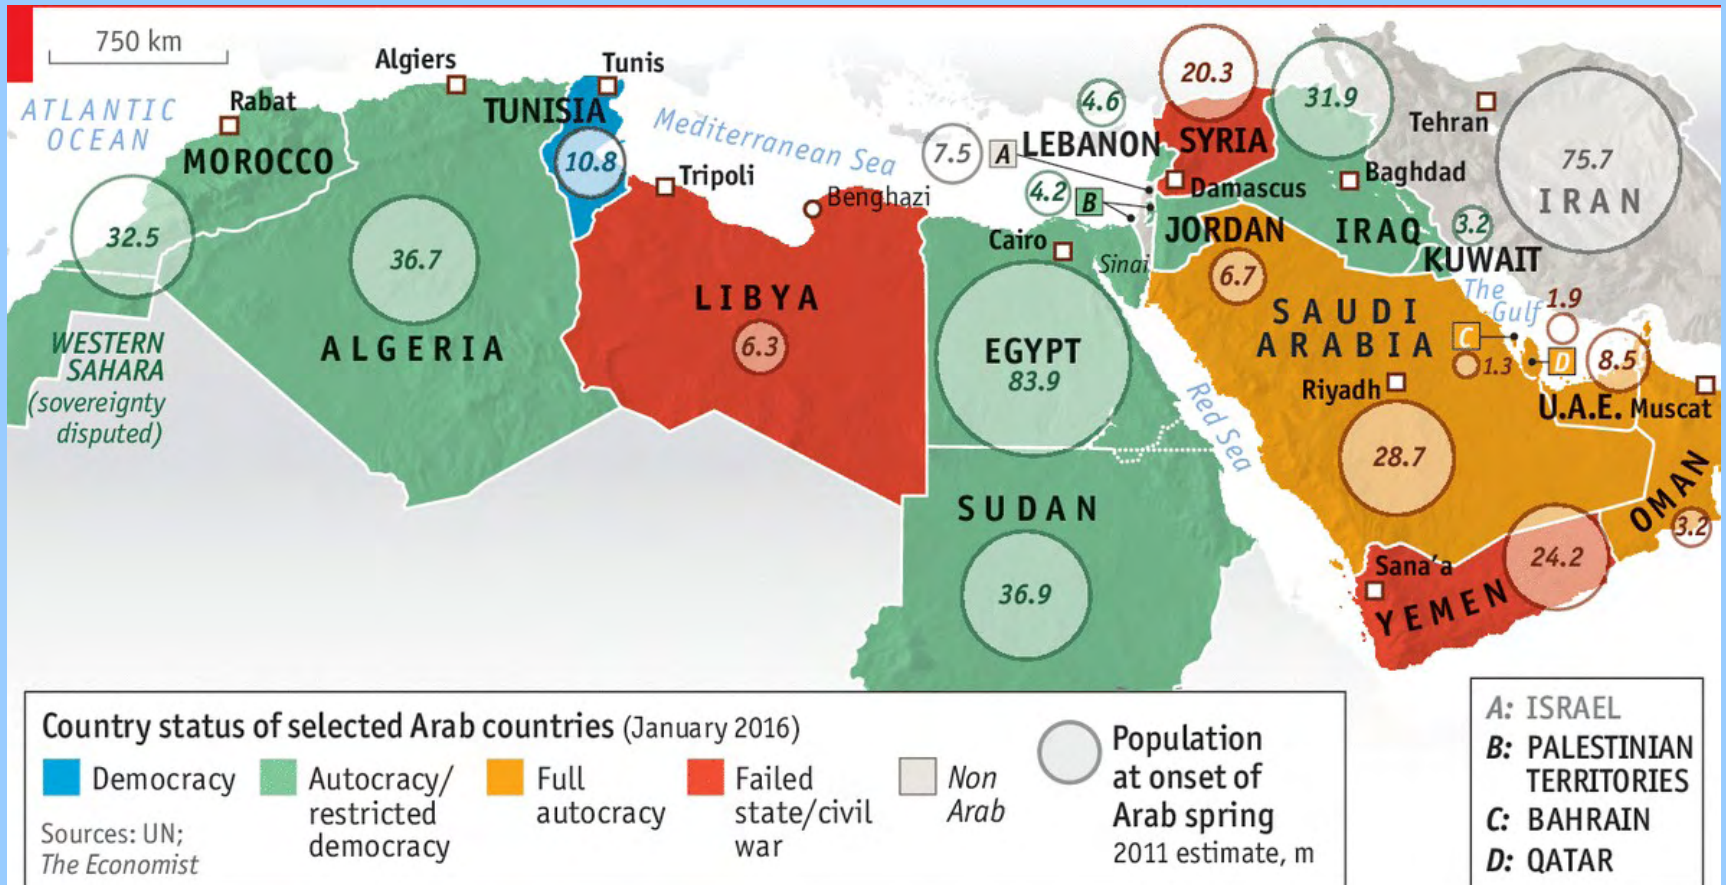 750 km
ATLANTIC
OCEAN
Rabat
MOROCCO
32.5
WESTERN
SAHARA
(sovereignty
disputed)
Algiers
36.7
ALGERIA
Tunis
TUNISIA
10.8
Mediterranean Sea
Tripoli
Benghazi
LIBYA
6.3
Cairo
Sinai
EGYPT
83.9
SUDAN
36.9
Red Sea
7.5
A
4.6
LEBANON
4.2
B
20.3
SYRIA
Damascus
JORDAN
6.7
31.9
Baghdad
IRAQ
3.2
KUWAIT
Tehran
75.7
IRAN
The
Gulf
SAUDI
ARABIA
Riyadh
28.7
C
1.3
1.9
D
8.5
U.A.E.
Muscat
OMAN
3.2
Sana'a
YEMEN
24.2
Country status of selected Arab countries (January 2016)
Democracy
Autocracy/
restricted
democracy
Full
autocracy
Failed
state/civil
war
Non
Arab
Population
at onset of
Arab spring
2011 estimate, m
Sources: UN;
The Economist
A: ISRAEL
B: PALESTINIAN
TERRITORIES
C: BAHRAIN
D: QATAR